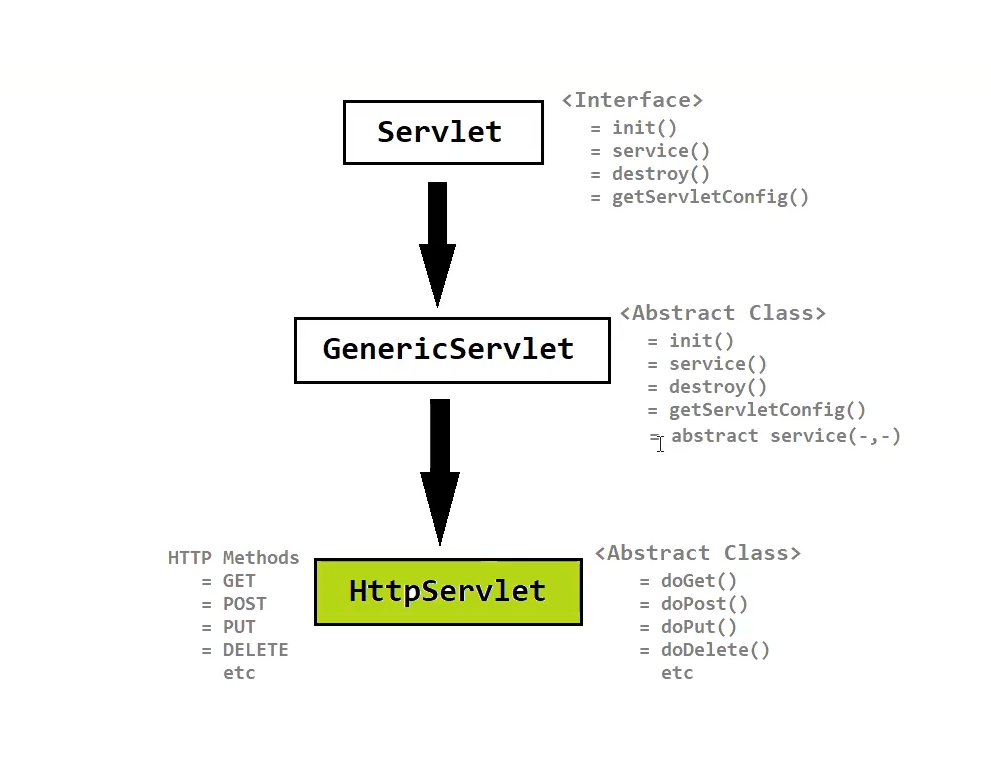 Servlet
<Interface>
= init()
= service()
= destroy()
= getServletConfig()
GenericServlet
<Abstract Class>
= init()
= service()
= destroy()
= getServletConfig()
= abstract service(-,-)
HTTP Methods
= GET
= POST
= PUT
= DELETE
etc
HttpServlet
<Abstract Class>
= doGet()
= doPost()
= doPut()
= doDelete()
etc